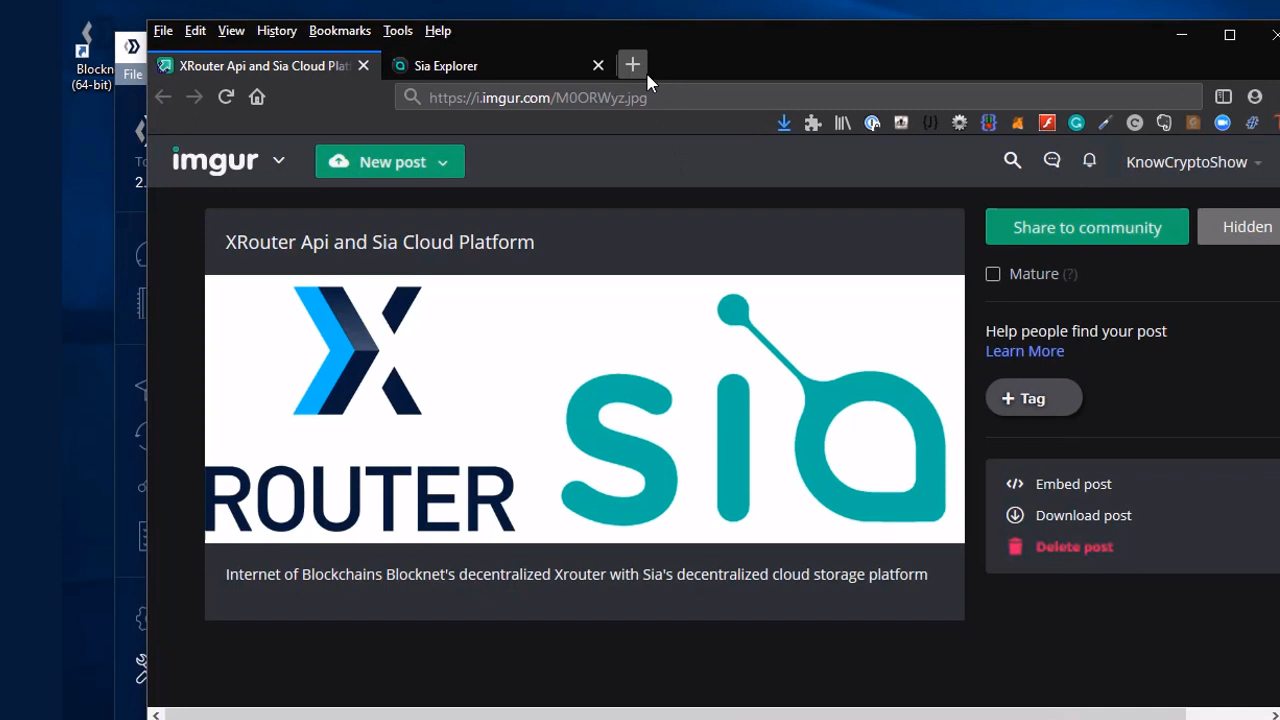 File Edit View History Bookmarks Tools Help
XRouter Api and Sia Cloud Plat
Sia Explorer
https://i.imgur.com/M0ORWyz.jpg
Blockn
(64-bit)
File
To
2.
imgur
New post
KnowCryptoShow
XRouter Api and Sia Cloud Platform
Share to community
Hidden
Mature (?)
X
ROUTER
sia
Help people find your post
Learn More
+ Tag
Embed post
Download post
Delete post
Internet of Blockchains Blocknet's decentralized Xrouter with Sia's decentralized cloud storage platform